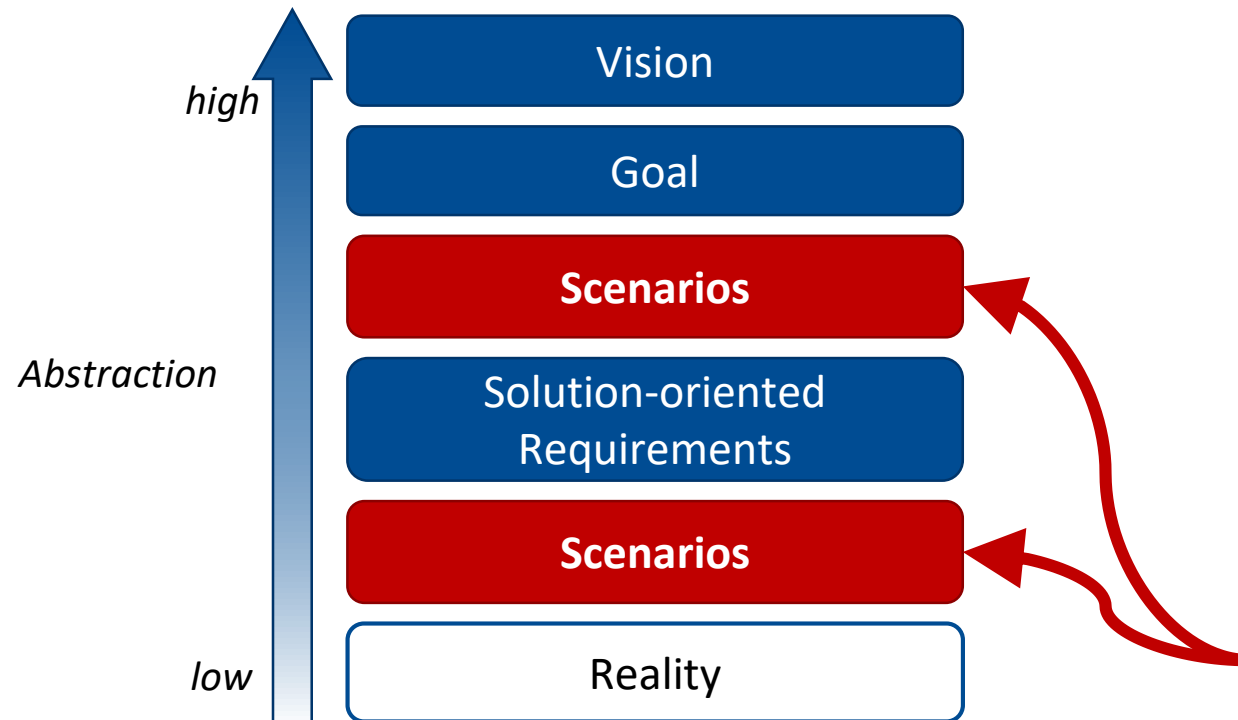 Vision
high
Goal
Scenarios
Abstraction
Solution-oriented
Requirements
Scenarios
low
Reality